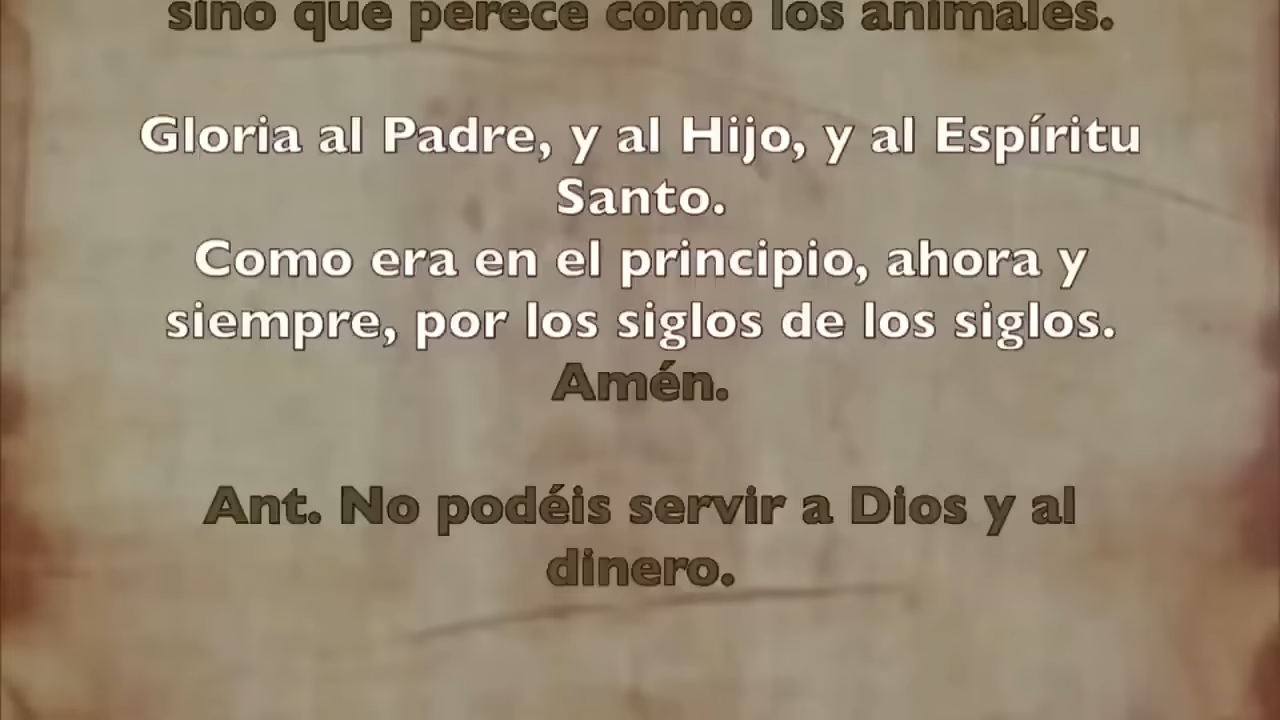 sino que perece como los animales.
Gloria al Padre, y al Hijo, y al Espíritu
Santo.
Como era en el principio, ahora y
siempre, por los siglos de los siglos.
Amén.
Ant. No podéis servir a Dios y al
dinero.